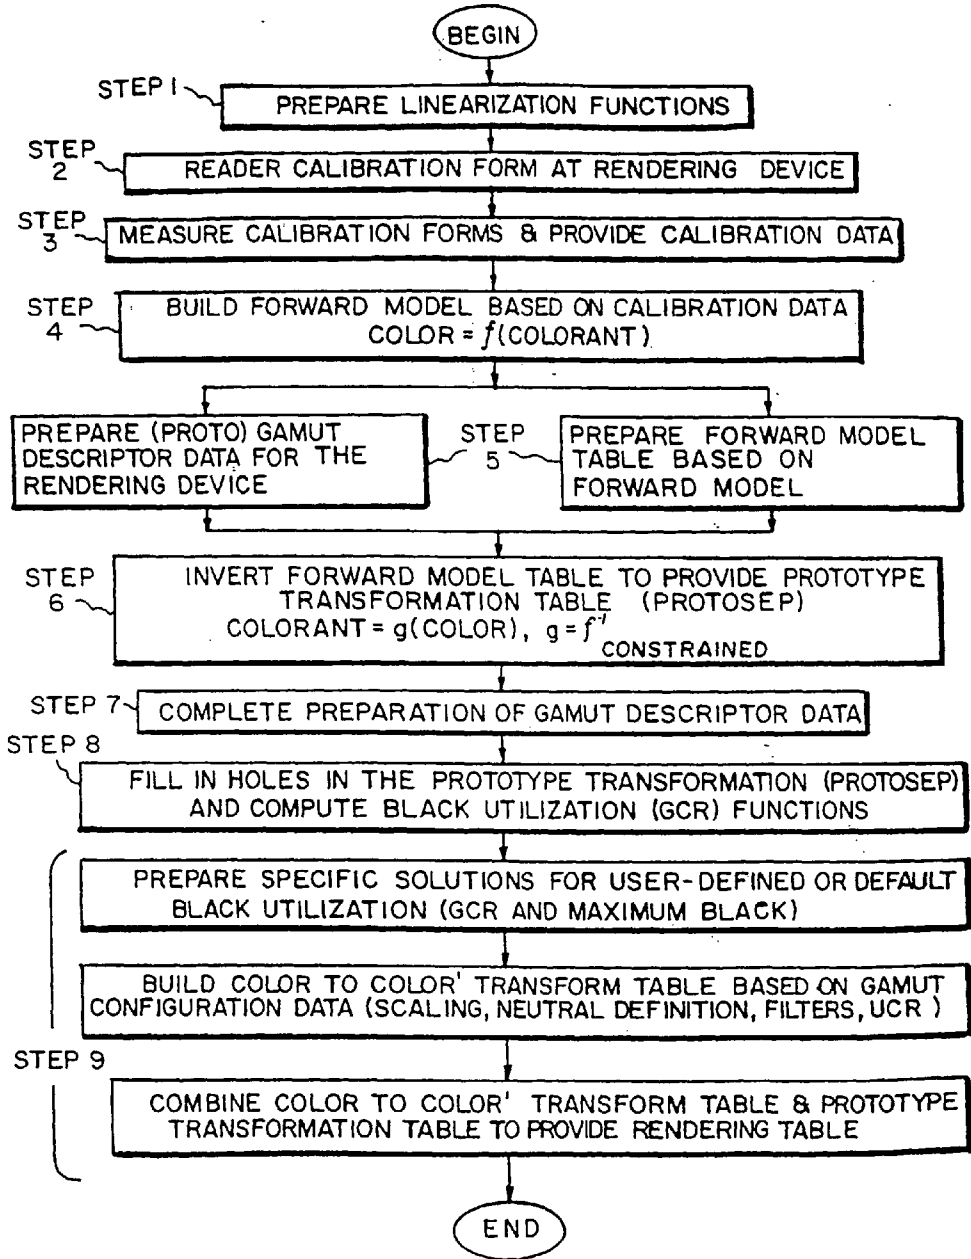 BEGIN
STEP 1
PREPARE LINEARIZATION FUNCTIONS
STEP
2
READER CALIBRATION FORM AT RENDERING DEVICE
STEP
3
MEASURE CALIBRATION FORMS & PROVIDE CALIBRATION DATA
STEP
4
BUILD FORWARD MODEL BASED ON CALIBRATION DATA
COLOR = f(COLORANT)
PREPARE (PROTO) GAMUT
DESCRIPTOR DATA FOR THE
RENDERING DEVICE
STEP
5
PREPARE FORWARD MODEL
TABLE BASED ON
FORWARD MODEL
STEP
6
INVERT FORWARD MODEL TABLE TO PROVIDE PROTOTYPE
TRANSFORMATION TABLE (PROTOSEP)
COLORANT = g(COLOR), g = f⁻¹
CONSTRAINED
STEP 7
COMPLETE PREPARATION OF GAMUT DESCRIPTOR DATA
STEP 8
FILL IN HOLES IN THE PROTOTYPE TRANSFORMATION (PROTOSEP)
AND COMPUTE BLACK UTILIZATION (GCR) FUNCTIONS
PREPARE SPECIFIC SOLUTIONS FOR USER-DEFINED OR DEFAULT
BLACK UTILIZATION (GCR AND MAXIMUM BLACK)
BUILD COLOR TO COLOR' TRANSFORM TABLE BASED ON GAMUT
CONFIGURATION DATA (SCALING, NEUTRAL DEFINITION, FILTERS, UCR)
STEP 9
COMBINE COLOR TO COLOR' TRANSFORM TABLE & PROTOTYPE
TRANSFORMATION TABLE TO PROVIDE RENDERING TABLE
END